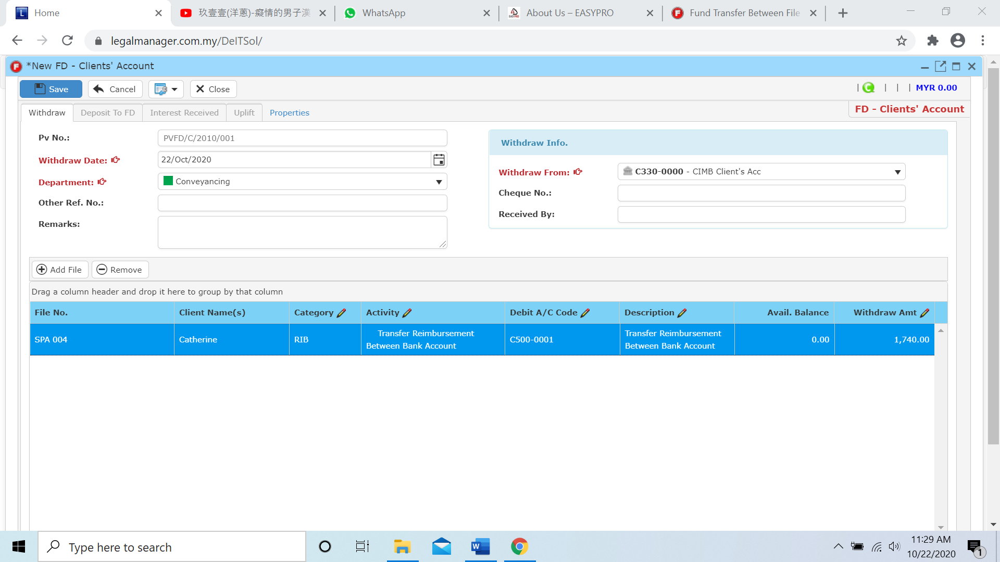 Home
玖壹壹(洋蔥)-癡情的男子漢
WhatsApp
About Us – EASYPRO
Fund Transfer Between File
legalmanager.com.my/DeITSol/
*New FD - Clients' Account
Save
Cancel
Close
| | | | MYR 0.00
Withdraw
Deposit To FD
Interest Received
Uplift
Properties
FD - Clients' Account
Pv No.:
PVFD/C/2010/001
Withdraw Date:
22/Oct/2020
Department:
Conveyancing
Other Ref. No.:
Remarks:
Withdraw Info.
Withdraw From:
C330-0000 - CIMB Client's Acc
Cheque No.:
Received By:
Add File
Remove
Drag a column header and drop it here to group by that column
File No.
Client Name(s)
Category
Activity
Debit A/C Code
Description
Avail. Balance
Withdraw Amt
SPA 004
Catherine
RIB
Transfer Reimbursement
Between Bank Account
C500-0001
Transfer Reimbursement
Between Bank Account
0.00
1,740.00
Type here to search
11:29 AM
10/22/2020
1